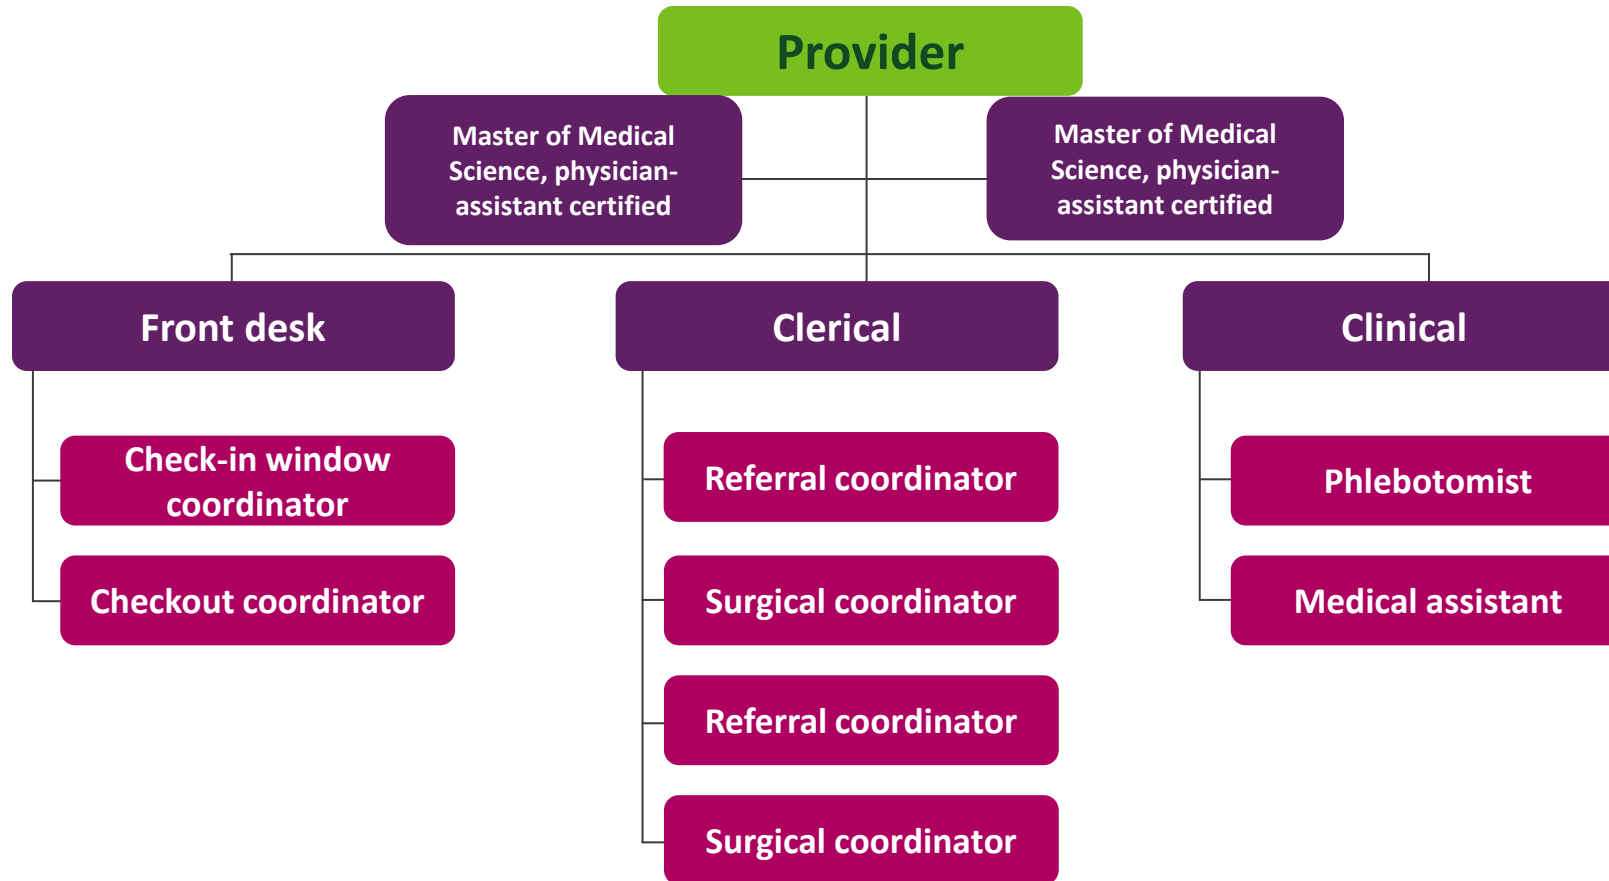 Provider
Master of Medical
Science, physician-
assistant certified
Master of Medical
Science, physician-
assistant certified
Front desk
Clerical
Clinical
Check-in window
coordinator
Checkout coordinator
Referral coordinator
Surgical coordinator
Referral coordinator
Surgical coordinator
Phlebotomist
Medical assistant